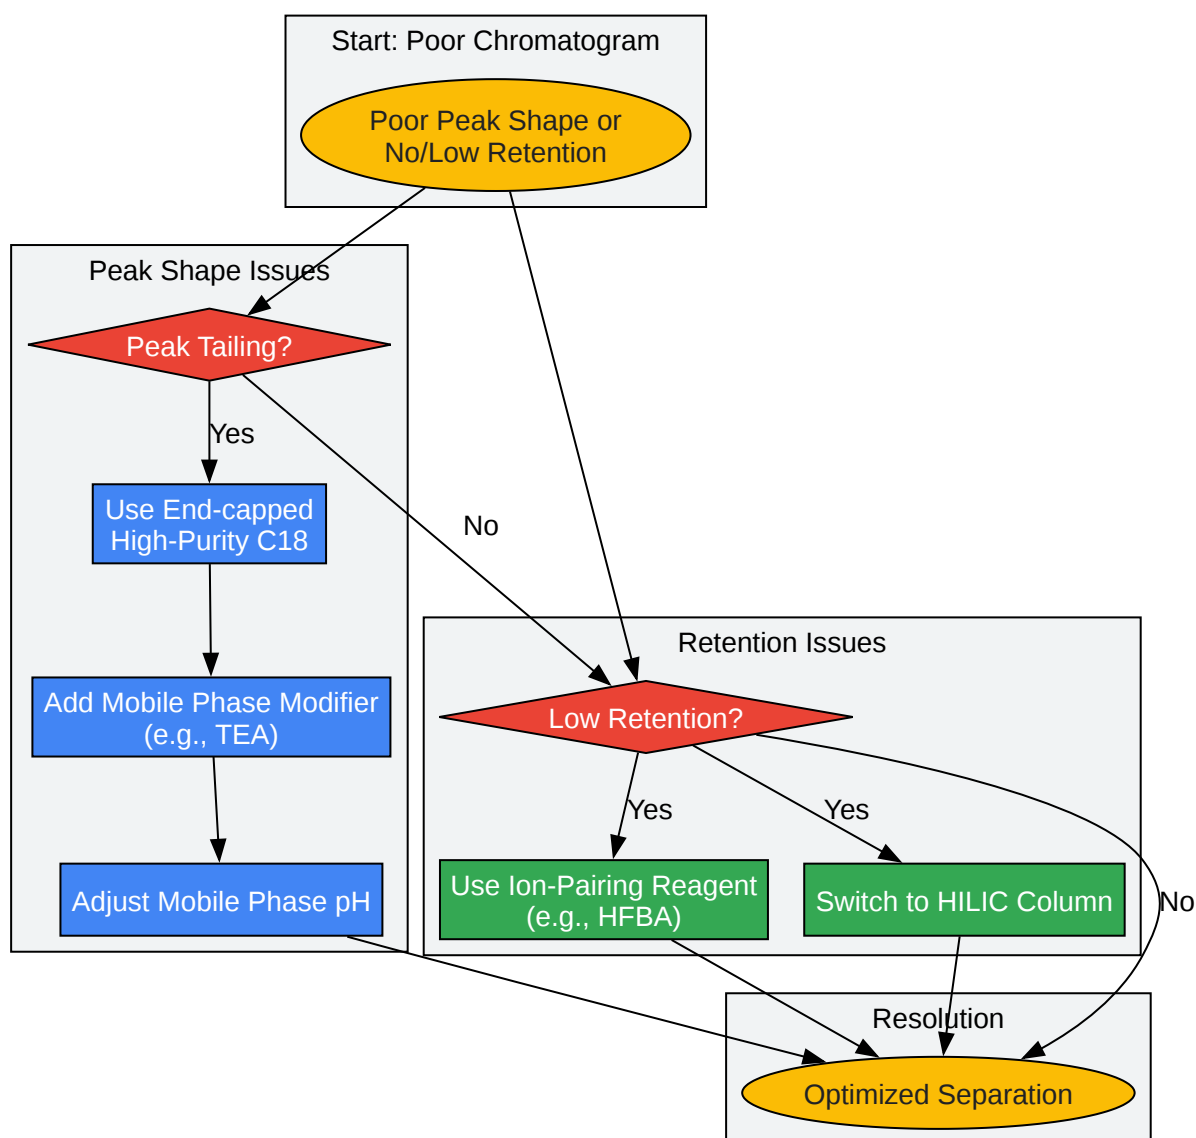 Start: Poor Chromatogram
Poor Peak Shape or
No/Low Retention
Peak Shape Issues
Peak Tailing?
Yes
Use End-capped
High-Purity C18
No
Add Mobile Phase Modifier
(e.g., TEA)
Adjust Mobile Phase pH
Retention Issues
Low Retention?
Yes
Yes
Use Ion-Pairing Reagent
(e.g., HFBA)
Switch to HILIC Column
No
Resolution
Optimized Separation